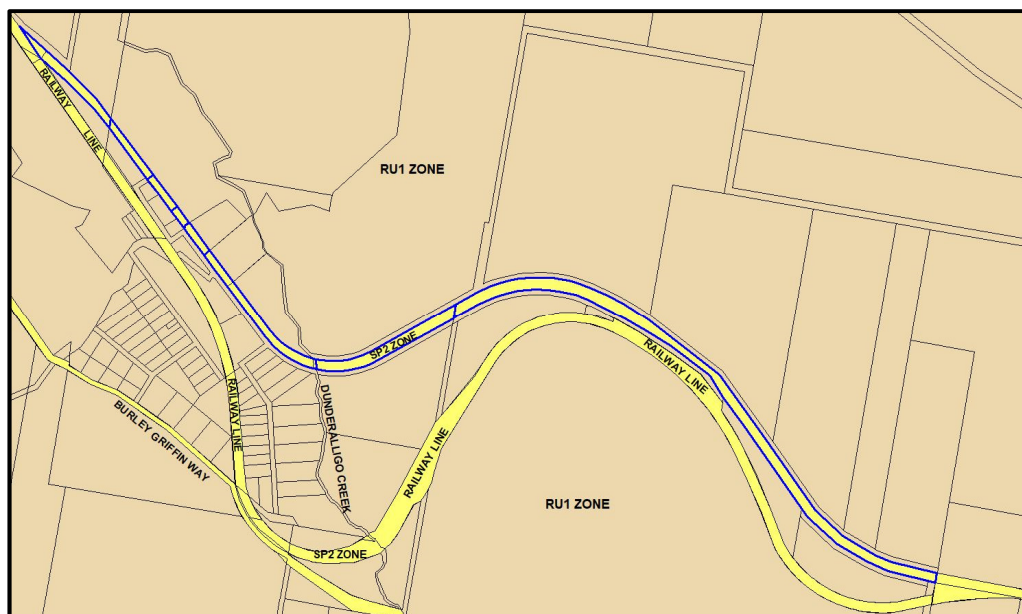 RAILWAY
LINE
RU1 ZONE
SP2 ZONE
RAILWAY LINE
RAILWAY LINE
BURLEY GRIFFIN WAY
DUNDERALLIGO CREEK
RAILWAY LINE
RU1 ZONE
SP2 ZONE